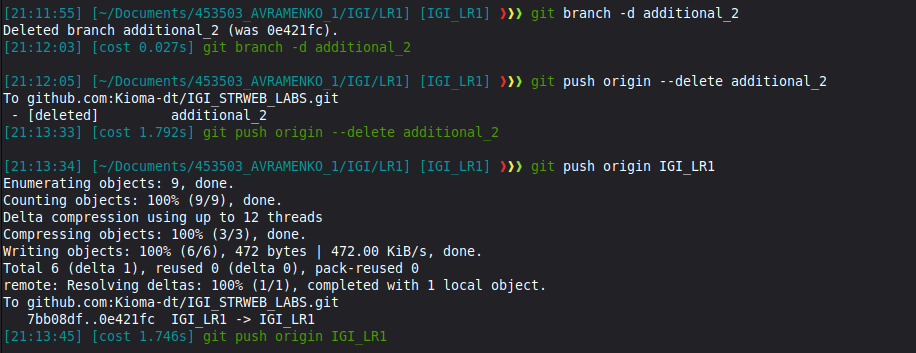 [21:11:55] [~/Documents/453503_AVRAMENKO_1/IGI/LR1] [IGI_LR1] ❯❯❯ git branch -d additional_2
Deleted branch additional_2 (was 0e421fc).
[21:12:03] [cost 0.027s] git branch -d additional_2
[21:12:05] [~/Documents/453503_AVRAMENKO_1/IGI/LR1] [IGI_LR1] ❯❯❯ git push origin --delete additional_2
To github.com:Kioma-dt/IGI_STRWEB_LABS.git
 - [deleted]         additional_2
[21:13:33] [cost 1.792s] git push origin --delete additional_2
[21:13:34] [~/Documents/453503_AVRAMENKO_1/IGI/LR1] [IGI_LR1] ❯❯❯ git push origin IGI_LR1
Enumerating objects: 9, done.
Counting objects: 100% (9/9), done.
Delta compression using up to 12 threads
Compressing objects: 100% (3/3), done.
Writing objects: 100% (6/6), 472 bytes | 472.00 KiB/s, done.
Total 6 (delta 1), reused 0 (delta 0), pack-reused 0
remote: Resolving deltas: 100% (1/1), completed with 1 local object.
To github.com:Kioma-dt/IGI_STRWEB_LABS.git
   7bb08df..0e421fc  IGI_LR1 -> IGI_LR1
[21:13:45] [cost 1.746s] git push origin IGI_LR1